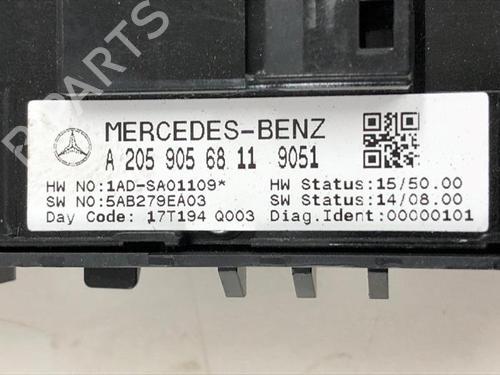 B-PARTS
MERCEDES-BENZ
A 205 905 68 11 9051
HW NO:1AD-SA01109* HW Status:15/50.00
SW NO:5AB279EA03 SW Status:14/08.00
Day Code: 17T194 Q003 Diag.Ident:00000101